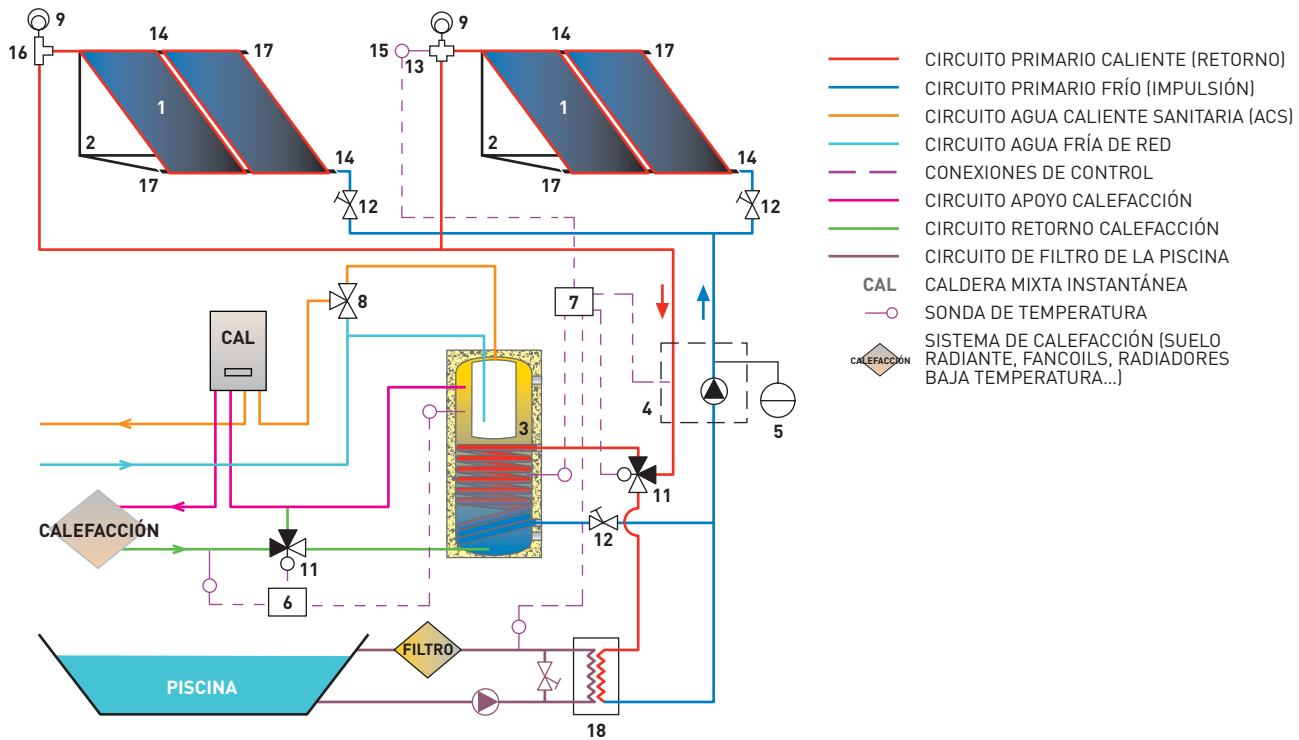 9
9
16
14
17
15
13
14
17
1
1
2
2
17
14
17
14
12
12
CIRCUITO PRIMARIO CALIENTE (RETORNO)
CIRCUITO PRIMARIO FRÍO (IMPULSIÓN)
CIRCUITO AGUA CALIENTE SANITARIA (ACS)
CIRCUITO AGUA FRÍA DE RED
CONEXIONES DE CONTROL
CIRCUITO APOYO CALEFACCIÓN
CIRCUITO RETORNO CALEFACCIÓN
CIRCUITO DE FILTRO DE LA PISCINA
CAL CALDERA MIXTA INSTANTÁNEA
SONDA DE TEMPERATURA
CALEFACCIÓN
SISTEMA DE CALEFACCIÓN (SUELO
RADIANTE, FANCOILS, RADIADORES
BAJA TEMPERATURA...)
8
7
CAL
4
5
3
11
12
CALEFACCIÓN
11
6
FILTRO
PISCINA
18